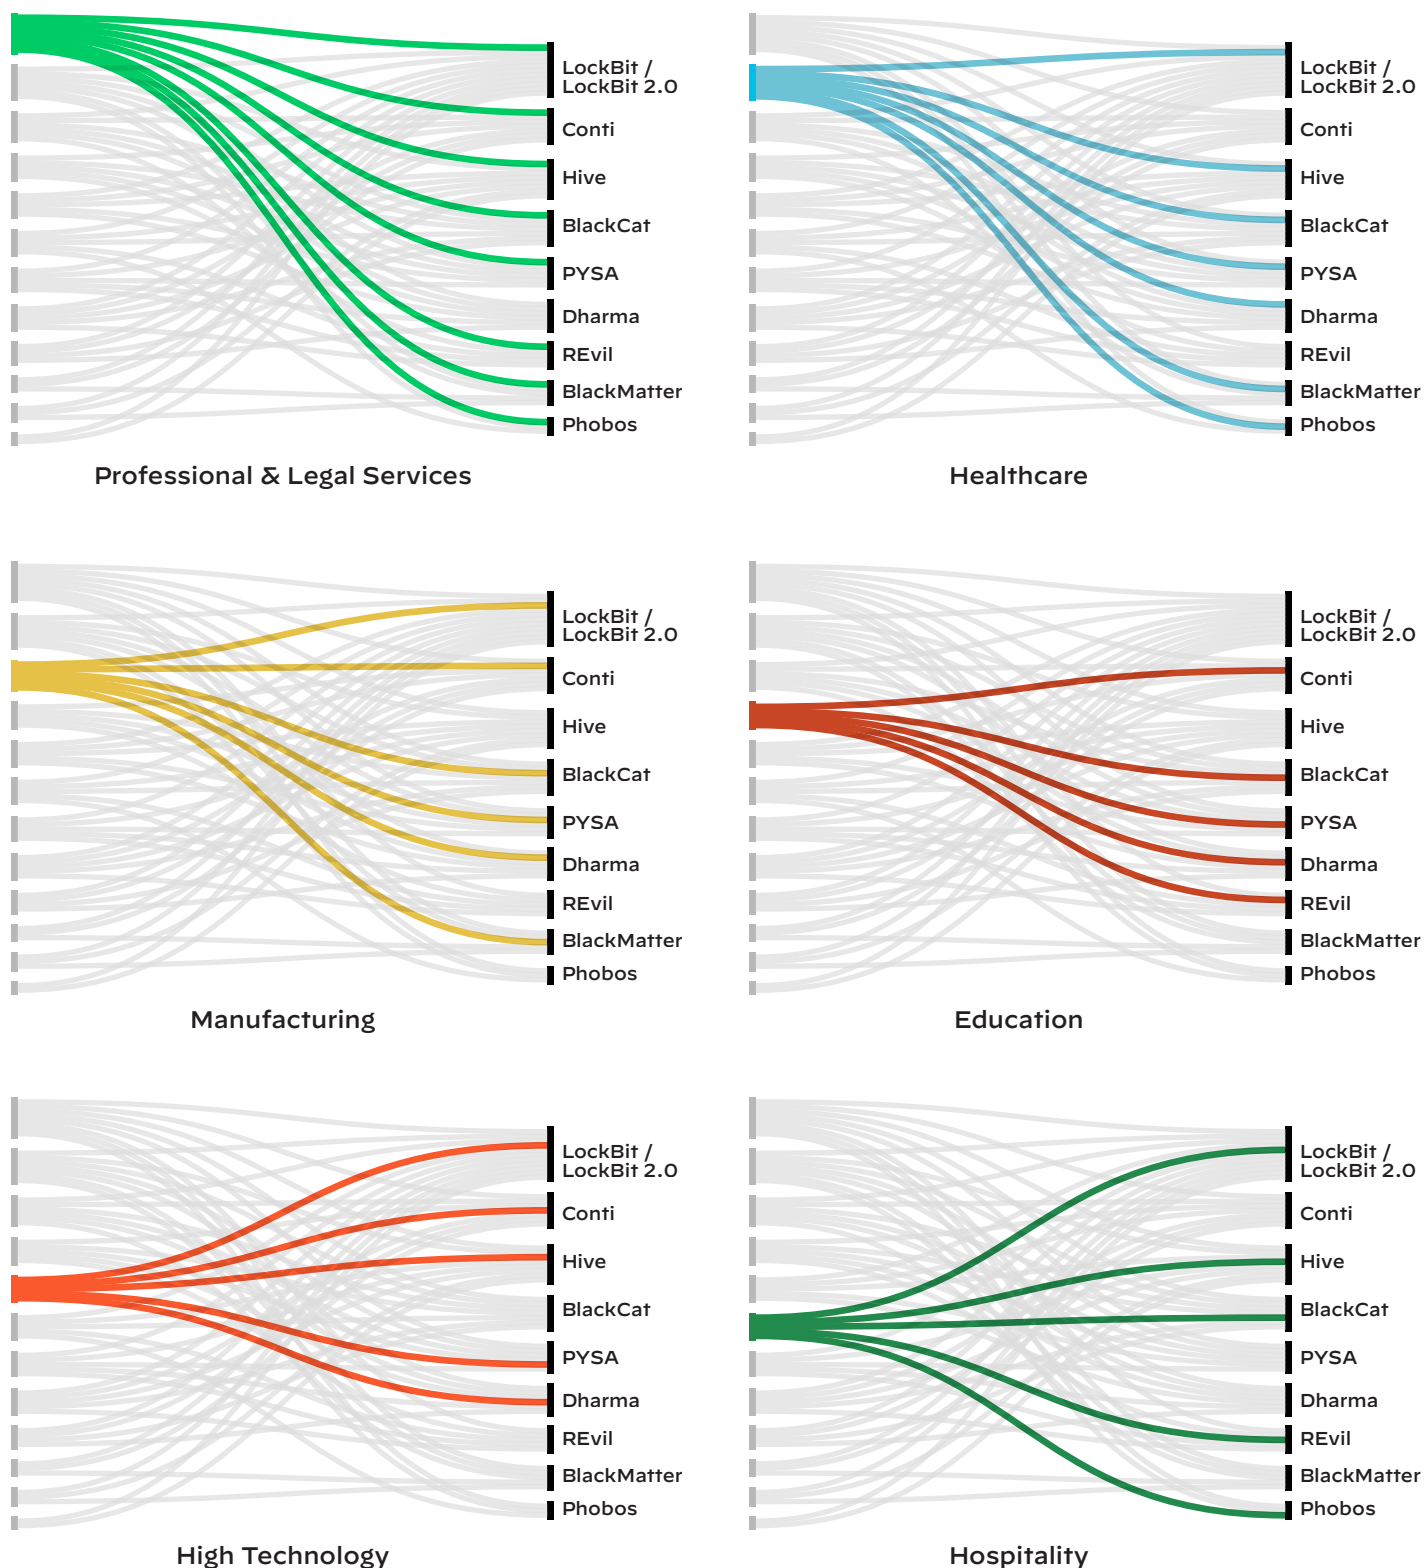 LockBit /
LockBit 2.0
Conti
Hive
BlackCat
PYSA
Dharma
REvil
BlackMatter
Phobos
Professional & Legal Services
LockBit /
LockBit 2.0
Conti
Hive
BlackCat
PYSA
Dharma
REvil
BlackMatter
Phobos
Healthcare
LockBit /
LockBit 2.0
Conti
Hive
BlackCat
PYSA
Dharma
REvil
BlackMatter
Phobos
Manufacturing
LockBit /
LockBit 2.0
Conti
Hive
BlackCat
PYSA
Dharma
REvil
BlackMatter
Phobos
Education
LockBit /
LockBit 2.0
Conti
Hive
BlackCat
PYSA
Dharma
REvil
BlackMatter
Phobos
High Technology
LockBit /
LockBit 2.0
Conti
Hive
BlackCat
PYSA
Dharma
REvil
BlackMatter
Phobos
Hospitality